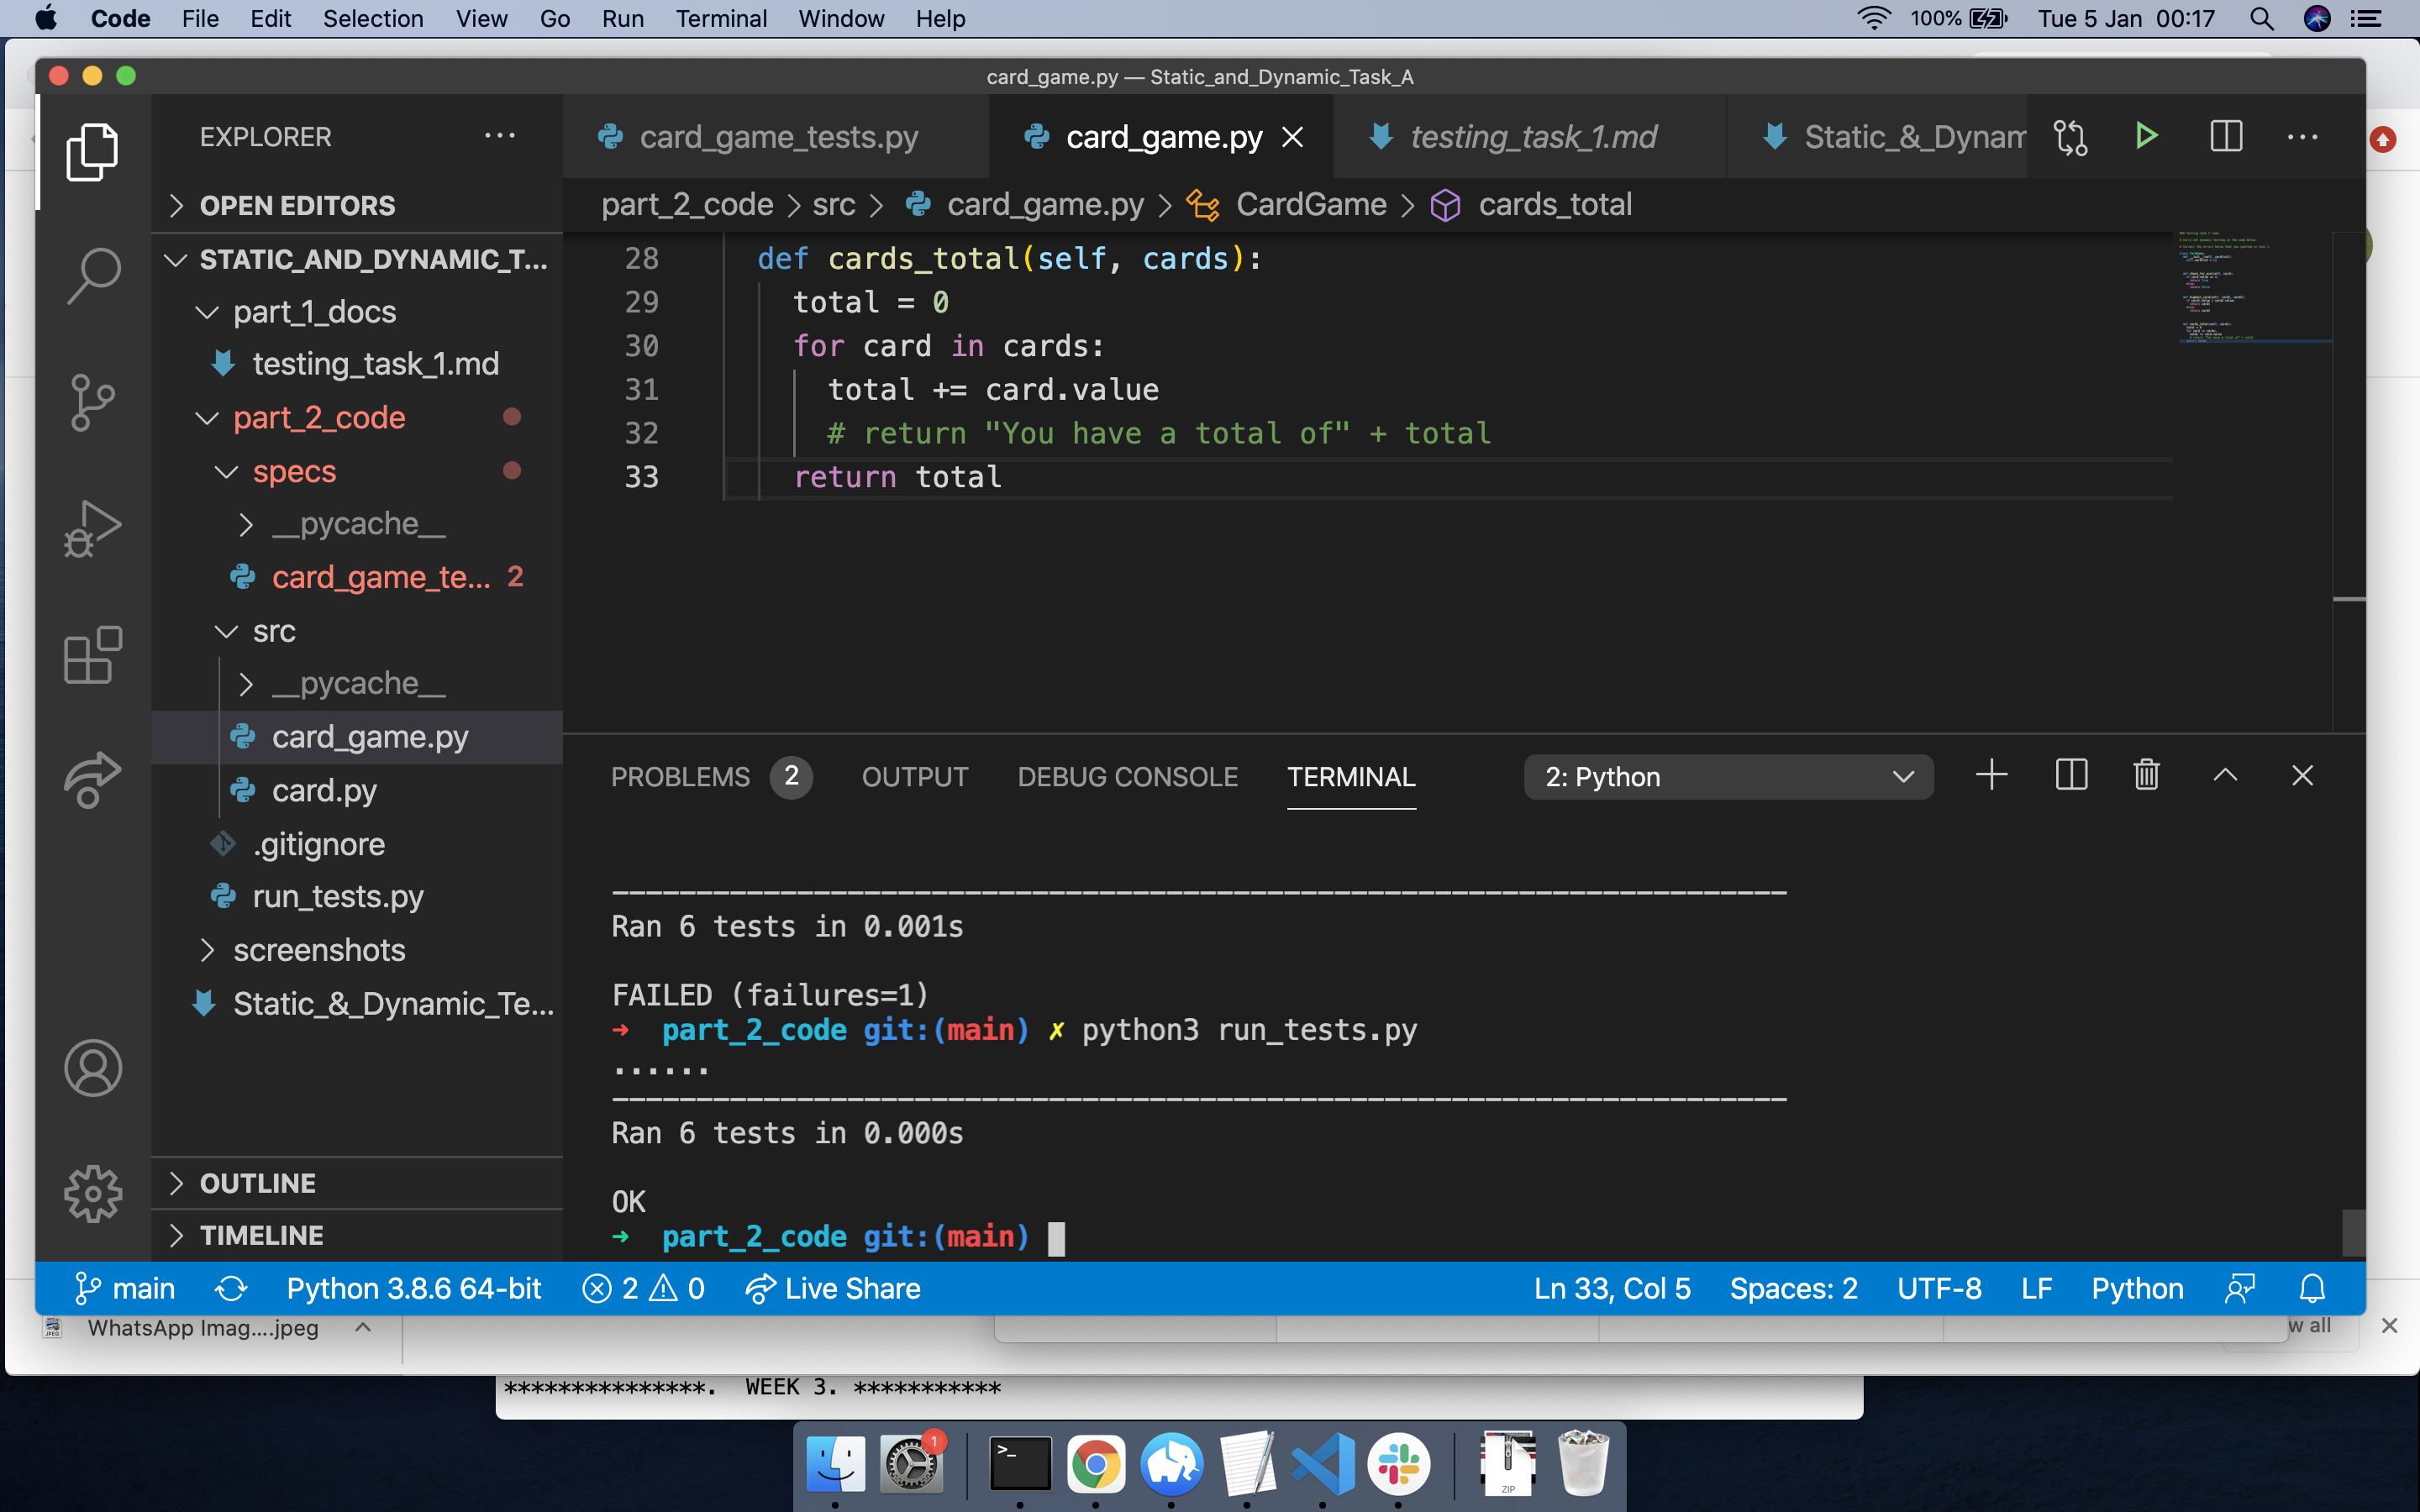 Code File Edit Selection View Go Run Terminal Window Help 100% Tue 5 Jan 00:17
card_game.py — Static_and_Dynamic_Task_A
EXPLORER
card_game_tests.py card_game.py testing_task_1.md Static_&_Dynam
part_2_code > src > card_game.py > CardGame > cards_total
OPEN EDITORS
STATIC_AND_DYNAMIC_T...
part_1_docs
testing_task_1.md
part_2_code
specs
__pycache__
card_game_te... 2
src
__pycache__
card_game.py
card.py
.gitignore
run_tests.py
screenshots
Static_&_Dynamic_Te...
OUTLINE
TIMELINE
28 def cards_total(self, cards):
29 total = 0
30 for card in cards:
31 total += card.value
32 # return "You have a total of" + total
33 return total
PROBLEMS 2 OUTPUT DEBUG CONSOLE TERMINAL 2: Python
----------------------------------------------------------------------
Ran 6 tests in 0.001s
FAILED (failures=1)
➜ part_2_code git:(main) ✗ python3 run_tests.py
......
----------------------------------------------------------------------
Ran 6 tests in 0.000s
OK
➜ part_2_code git:(main)
main Python 3.8.6 64-bit 2 0 Live Share Ln 33, Col 5 Spaces: 2 UTF-8 LF Python
WhatsApp Imag....jpeg w all
***************. WEEK 3. ***********
1
>_
ZIP
JPEG